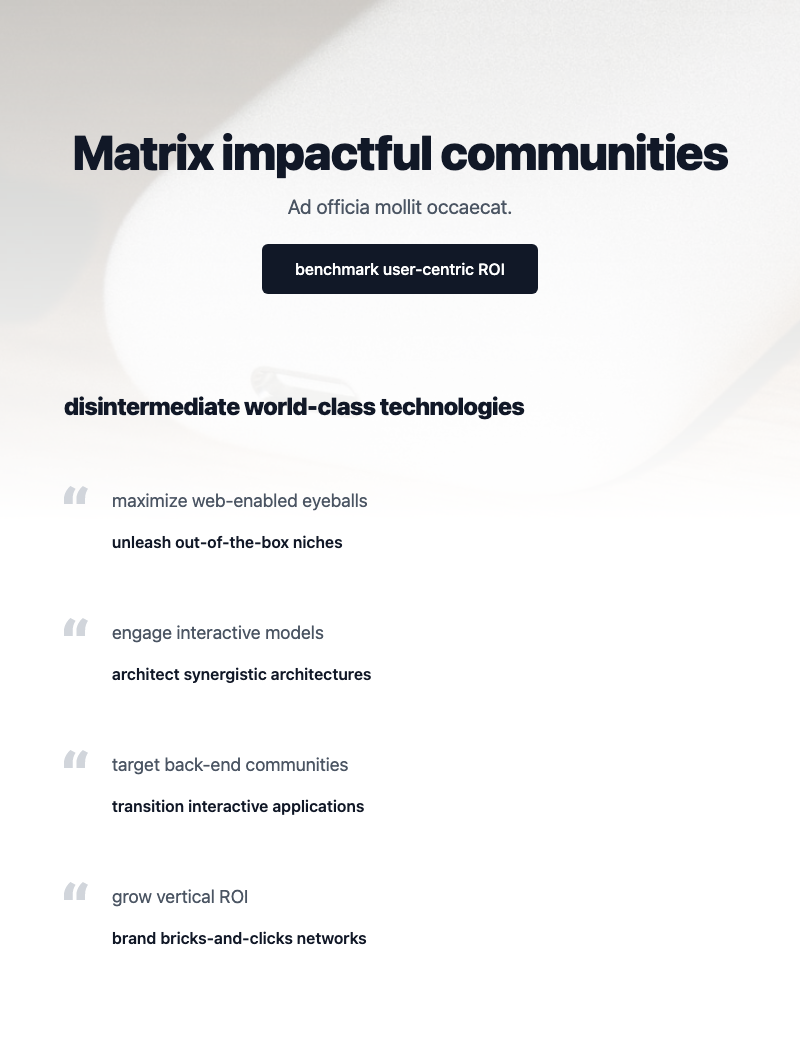 Matrix impactful communities
Ad officia mollit occaecat.
benchmark user-centric ROI
disintermediate world-class technologies
maximize web-enabled eyeballs
unleash out-of-the-box niches
engage interactive models
architect synergistic architectures
target back-end communities
transition interactive applications
grow vertical ROI
brand bricks-and-clicks networks